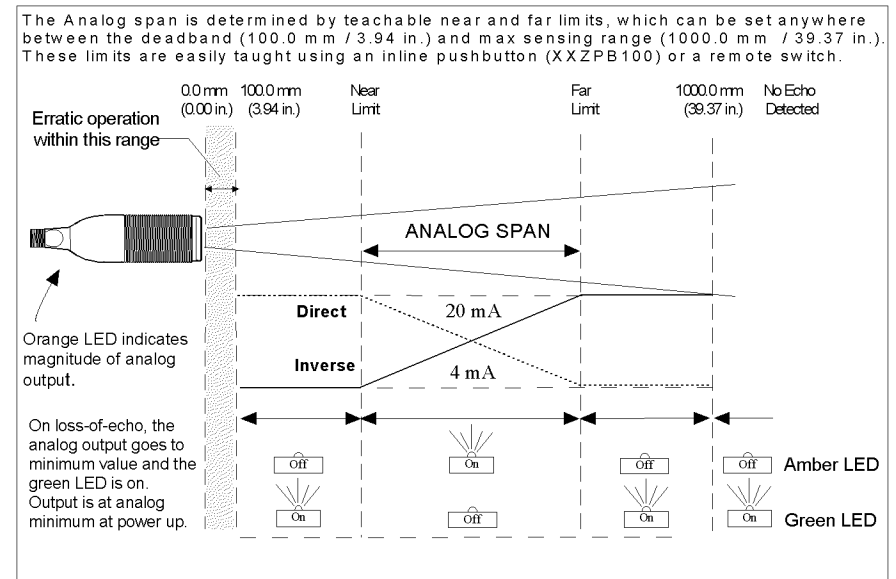 The Analog span is determined by teachable near and far limits, which can be set anywhere
between the deadband (100.0 mm / 3.94 in.) and max sensing range (1000.0 mm / 39.37 in.).
These limits are easily taught using an inline pushbutton (XXZPB100) or a remote switch.
0.0 mm 100.0 mm Near Far 1000.0 mm No Echo
(0.00 in.) (3.94 in.) Limit Limit (39.37 in.) Detected
Erratic operation
within this range
ANALOG SPAN
Direct 20 mA
Inverse 4 mA
Orange LED indicates
magnitude of analog
output.
On loss-of-echo, the
analog output goes to
minimum value and the
green LED is on.
Output is at analog
minimum at power up.
Off On Off Off Amber LED
On Off On On Green LED